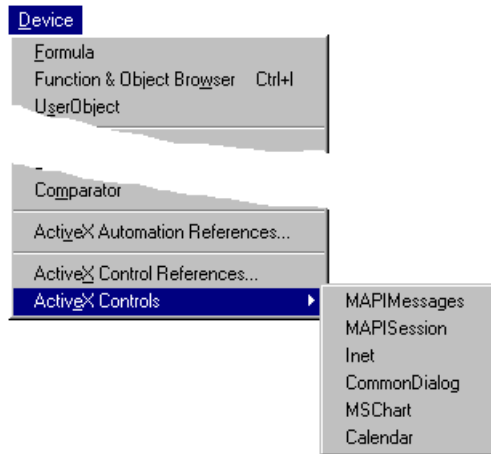 Device
Formula
Function & Object Browser Ctrl+I
UserObject
Comparator
ActiveX Automation References...
ActiveX Control References...
ActiveX Controls
MAPIMessages
MAPISession
Inet
CommonDialog
MSChart
Calendar